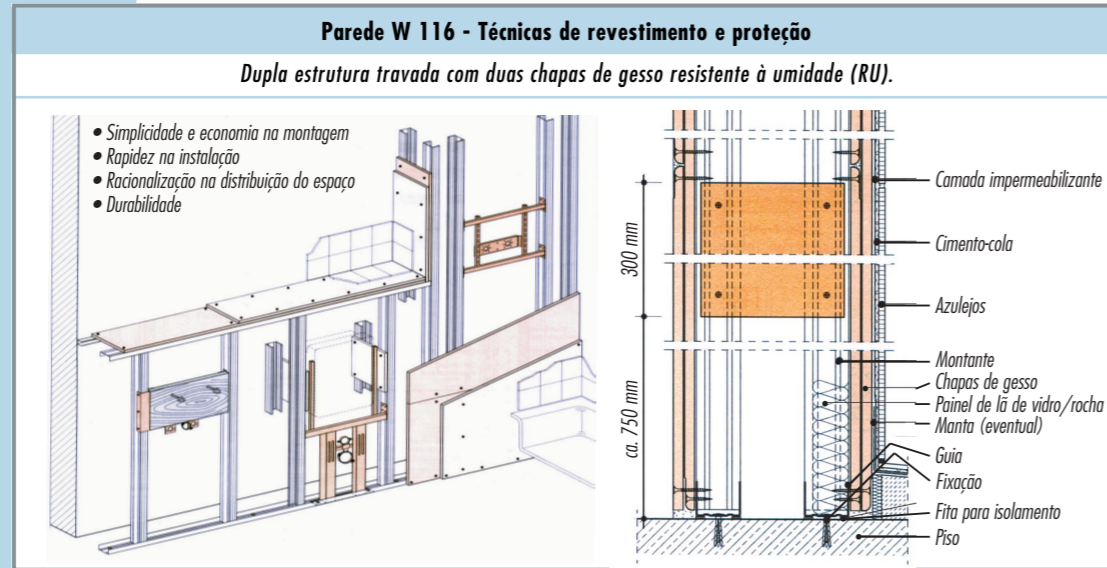 Parede W 116 - Técnicas de revestimento e proteção
Dupla estrutura travada com duas chapas de gesso resistente à umidade (RU).
• Simplicidade e economia na montagem
• Rapidez na instalação
• Racionalização na distribuição do espaço
• Durabilidade
300 mm
ca. 750 mm
Camada impermeabilizante
Cimento-cola
Azulejos
Montante
Chapas de gesso
Painel de lã de vidro/rocha
Manta (eventual)
Guia
Fixação
Fita para isolamento
Piso